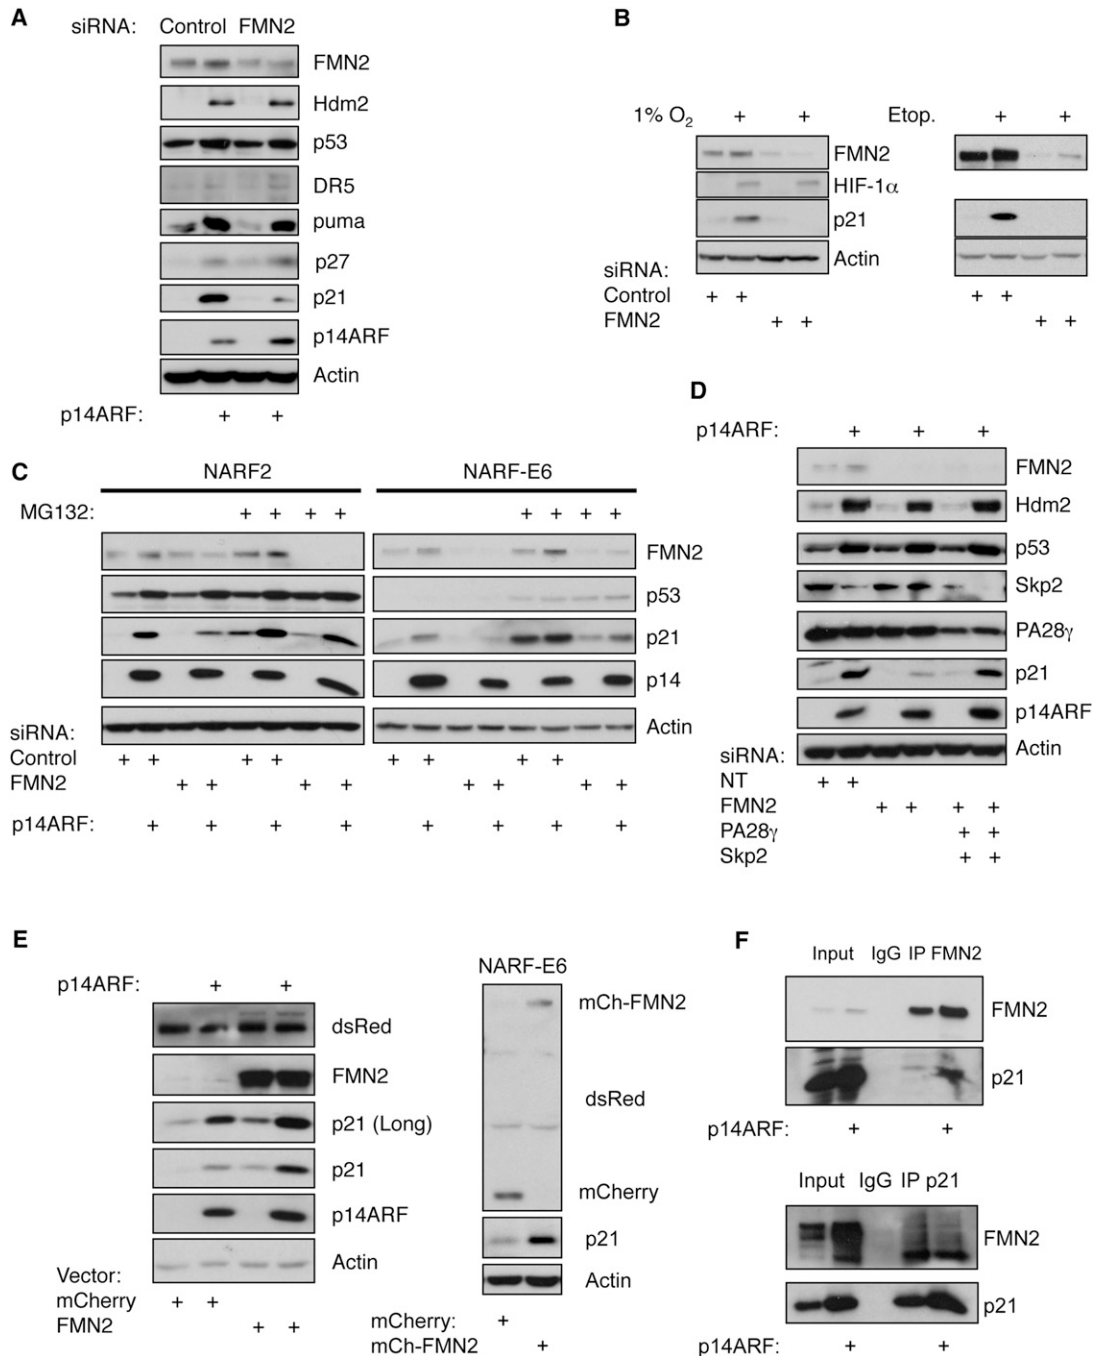 A
siRNA: Control FMN2
FMN2
Hdm2
p53
DR5
puma
p27
p21
p14ARF
Actin
p14ARF: + +
B
1% O2 + + Etop. + +
FMN2
HIF-1α
p21
Actin
siRNA:
Control + + + +
FMN2 + + + +
C
NARF2 NARF-E6
MG132: + + + + + + + +
FMN2
p53
p21
p14
Actin
siRNA:
Control + + + + + + + +
FMN2 + + + + + + + +
p14ARF: + + + + + + + +
D
p14ARF: + + +
FMN2
Hdm2
p53
Skp2
PA28γ
p21
p14ARF
Actin
siRNA:
NT + +
FMN2 + + + +
PA28γ + +
Skp2 + +
E
p14ARF: + +
dsRed
FMN2
p21 (Long)
p21
p14ARF
Actin
Vector:
mCherry + +
FMN2 + +
NARF-E6
mCh-FMN2
dsRed
mCherry
p21
Actin
mCherry: +
mCh-FMN2 +
F
Input IgG IP FMN2
FMN2
p21
p14ARF: + +
Input IgG IP p21
FMN2
p21
p14ARF: + +